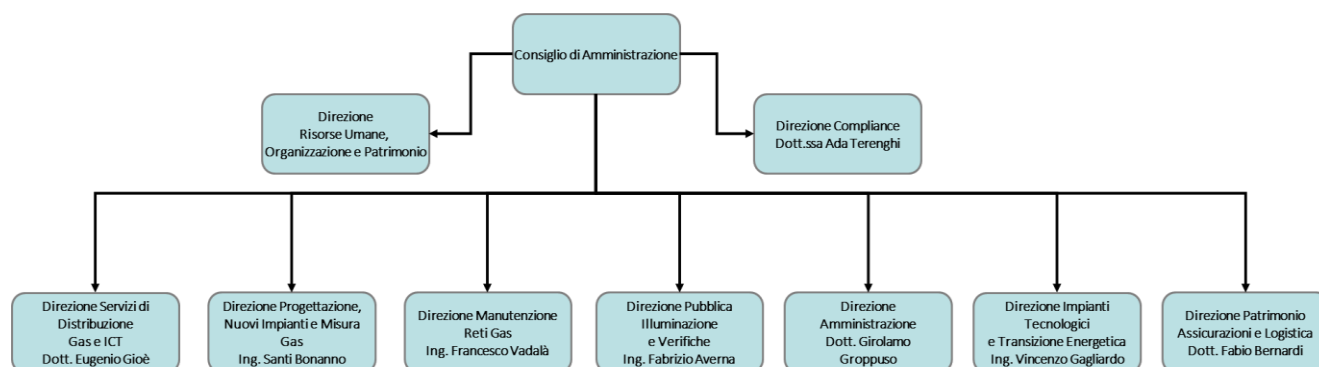 Consiglio di Amministrazione
Direzione
Risorse Umane,
Organizzazione e Patrimonio
Direzione Compliance
Dott.ssa Ada Terenghi
Direzione Servizi di
Distribuzione
Gas e ICT
Dott. Eugenio Gioè
Direzione Progettazione,
Nuovi Impianti e Misura
Gas
Ing. Santi Bonanno
Direzione Manutenzione
Reti Gas
Ing. Francesco Vadalà
Direzione Pubblica
Illuminazione
e Verifiche
Ing. Fabrizio Averna
Direzione
Amministrazione
Dott. Girolamo
Groppuso
Direzione Impianti
Tecnologici
e Transizione Energetica
Ing. Vincenzo Gagliardo
Direzione Patrimonio
Assicurazioni e Logistica
Dott. Fabio Bernardi